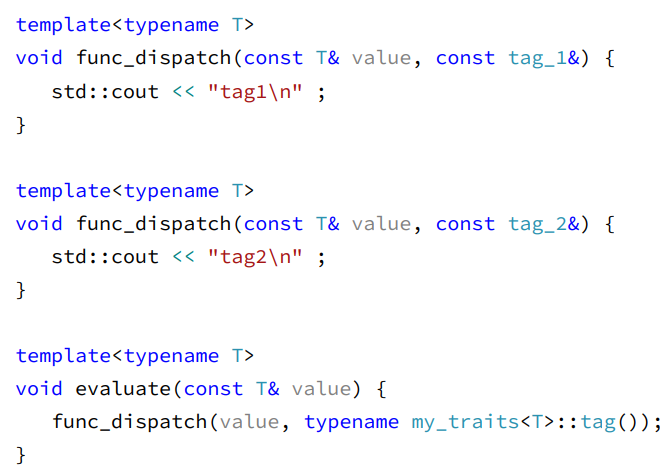 template<typename T>
void func_dispatch(const T& value, const tag_1&) {
   std::cout << "tag1\n" ;
}

template<typename T>
void func_dispatch(const T& value, const tag_2&) {
   std::cout << "tag2\n" ;
}

template<typename T>
void evaluate(const T& value) {
   func_dispatch(value, typename my_traits<T>::tag());
}